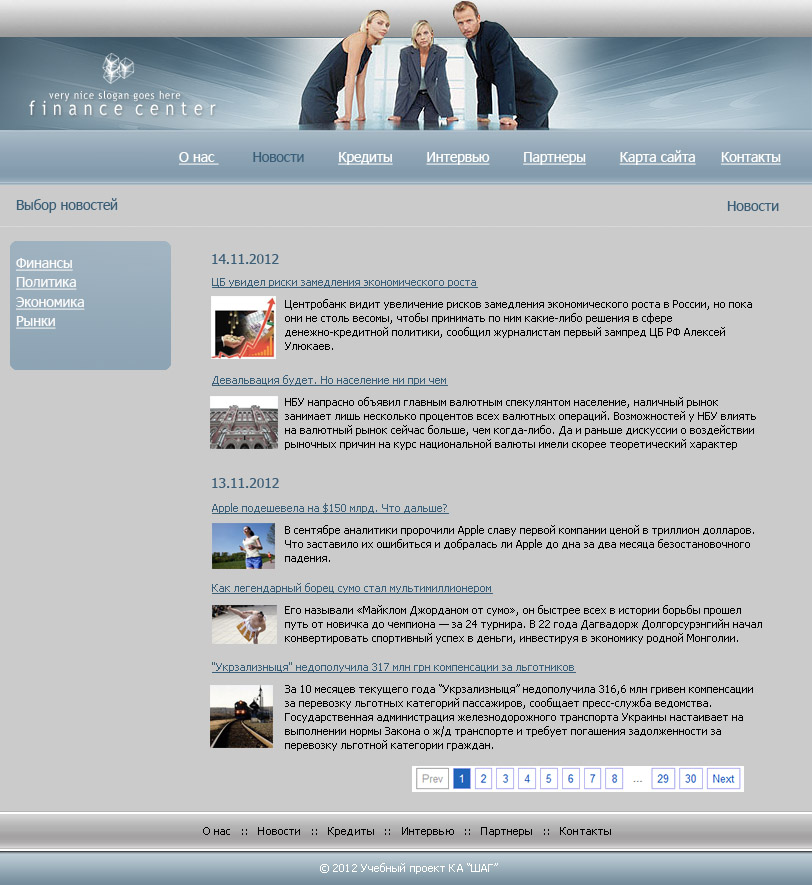 very nice slogan goes here
finance center
О нас Новости Кредиты Интервью Партнеры Карта сайта Контакты
Выбор новостей
Новости
Финансы
Политика
Экономика
Рынки
14.11.2012
ЦБ увидел риски замедления экономического роста
Центробанк видит увеличение рисков замедления экономического роста в России, но пока
они не столь весомы, чтобы принимать по ним какие-либо решения в сфере
денежно-кредитной политики, сообщил журналистам первый зампред ЦБ РФ Алексей
Улюкаев.
Девальвация будет. Но население ни при чем
НБУ напрасно объявил главным валютным спекулянтом население, наличный рынок
занимает лишь несколько процентов всех валютных операций. Возможностей у НБУ влиять
на валютный рынок сейчас больше, чем когда-либо. Да и раньше дискуссии о воздействии
рыночных причин на курс национальной валюты имели скорее теоретический характер
13.11.2012
Apple подешевела на $150 млрд. Что дальше?
В сентябре аналитики пророчили Apple славу первой компании ценой в триллион долларов.
Что заставило их ошибиться и добралась ли Apple до дна за два месяца безостановочного
падения.
Как легендарный борец сумо стал мультимиллионером
Его называли «Майклом Джорданом от сумо», он быстрее всех в истории борьбы прошел
путь от новичка до чемпиона — за 24 турнира. В 22 года Дагвадорж Долгорсурэнгийн начал
конвертировать спортивный успех в деньги, инвестируя в экономику родной Монголии.
"Укрзализныця" недополучила 317 млн грн компенсации за льготников
За 10 месяцев текущего года "Укрзализныця" недополучила 316,6 млн гривен компенсации
за перевозку льготных категорий пассажиров, сообщает пресс-служба ведомства.
Государственная администрация железнодорожного транспорта Украины настаивает на
выполнении нормы Закона о ж/д транспорте и требует погашения задолженности за
перевозку льготной категории граждан.
Prev 1 2 3 4 5 6 7 8 ... 29 30 Next
О нас :: Новости :: Кредиты :: Интервью :: Партнеры :: Контакты
© 2012 Учебный проект КА "ШАГ"